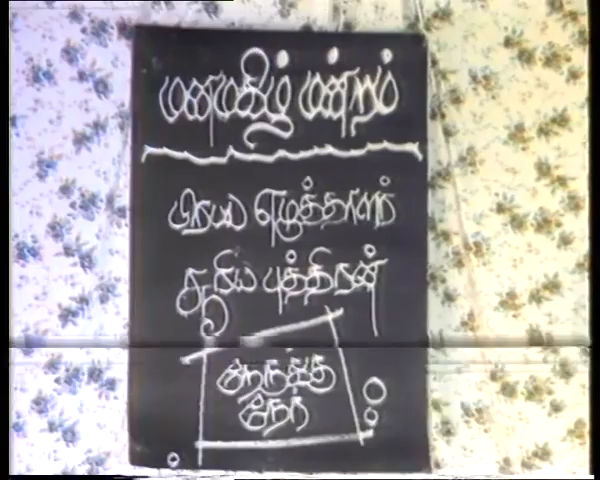 மனமகிழ் மன்றம்
பிரபல எழுத்தாளர்
சூரிய புத்திரன்